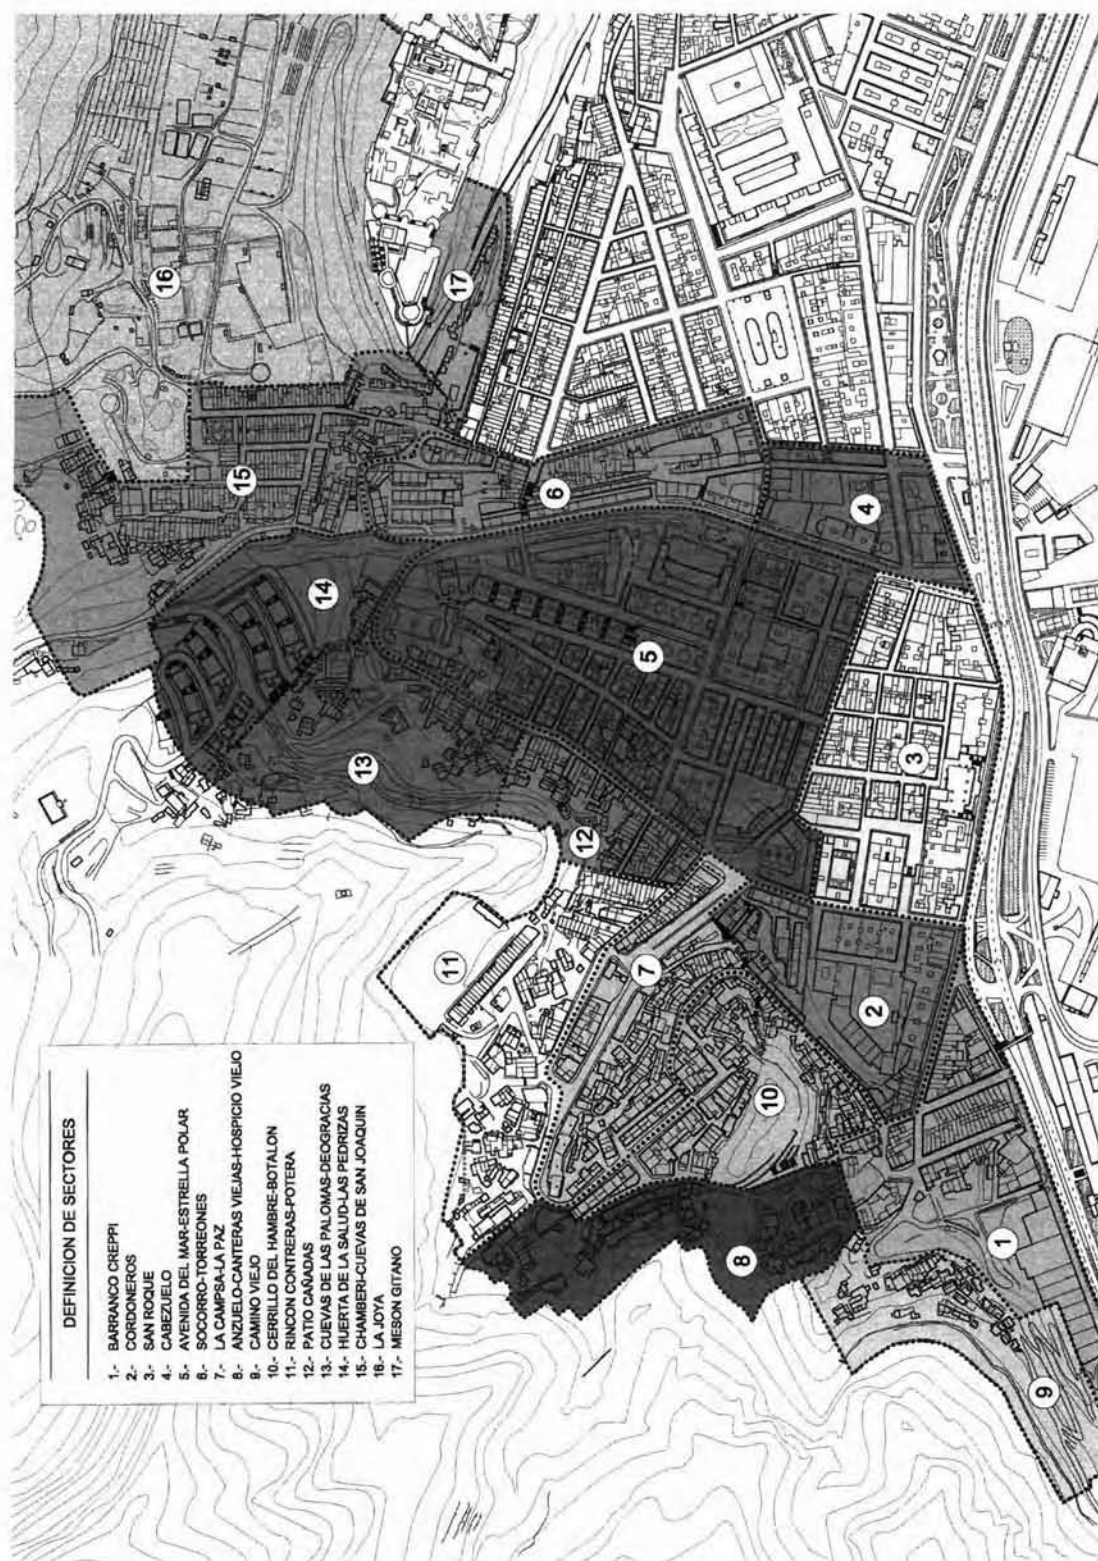 DEFINICION DE SECTORES
1.- BARRANCO CREPPI
2.- CORDONEROS
3.- SAN ROQUE
4.- CABEZUELO
5.- AVENIDA DEL MAR-ESTRELLA POLAR
6.- SOCORRO-TORREONES
7.- LA CAMPSA-LA PAZ
8.- ANZUELO-CANTERAS VIEJAS-HOSPICIO VIEJO
9.- CAMINO VIEJO
10.- CERRILLO DEL HAMBRE-BOTALON
11.- RINCON CONTRERAS-POTERA
12.- PATIO CAÑADAS
13.- CUEVAS DE LAS PALOMAS-DEOGRACIAS
14.- HUERTA DE LA SALUD-LAS PEDRIZAS
15.- CHAMBERI-CUEVAS DE SAN JOAQUIN
16.- LA JOYA
17.- MESON GITANO
1
2
3
4
5
6
7
8
9
10
11
12
13
14
15
16
17